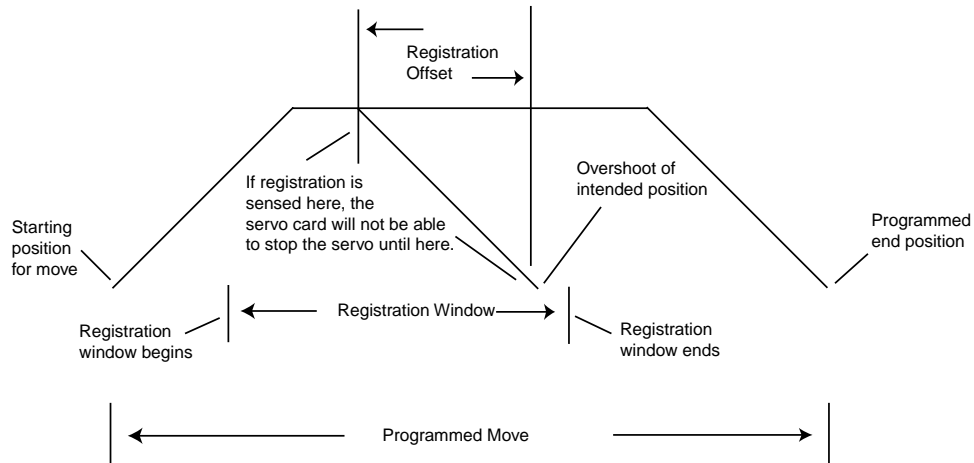 Registration
Offset
If registration is
sensed here, the
servo card will not be able
to stop the servo until here.
Overshoot of
intended position
Starting
position
for move
Programmed
end position
Registration Window
Registration
window begins
Registration
window ends
Programmed Move